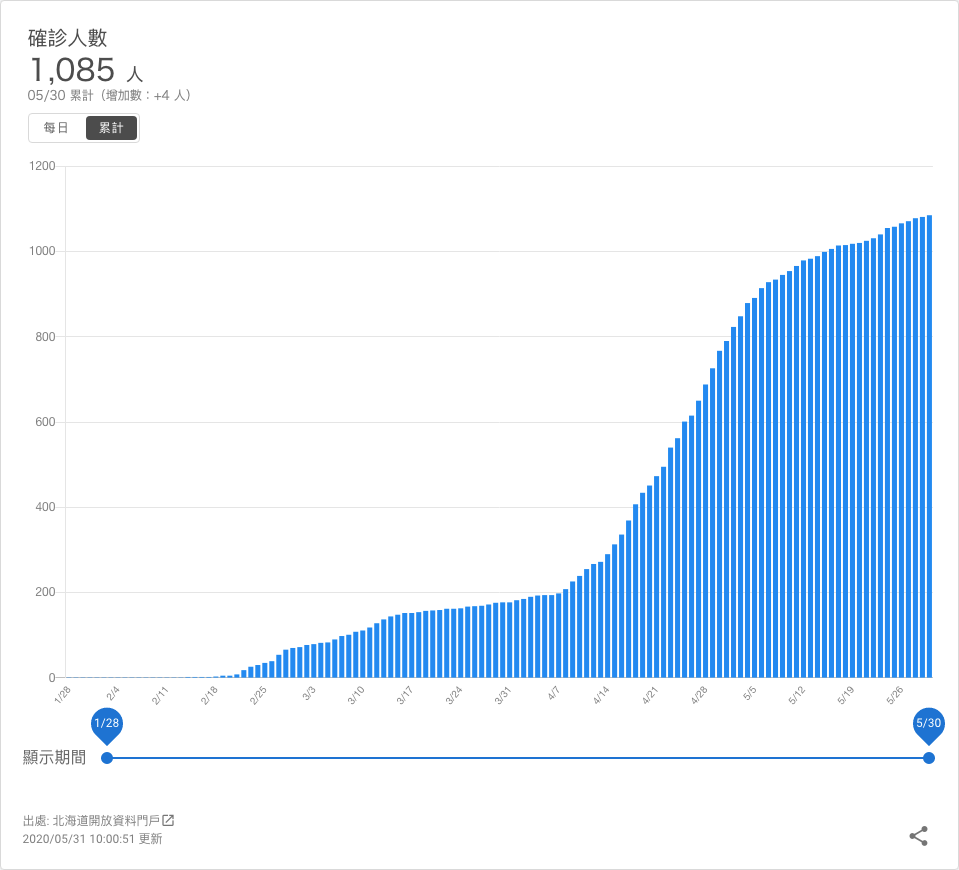 確診人數
1,085 人
05/30 累計（增加數：+4 人）
每日 累計
1200
1000
800
600
400
200
0
1/28 2/4 2/11 2/18 2/25 3/3 3/10 3/17 3/24 3/31 4/7 4/14 4/21 4/28 5/5 5/12 5/19 5/26
1/28 5/30
顯示期間
出處: 北海道開放資料門戶
2020/05/31 10:00:51 更新